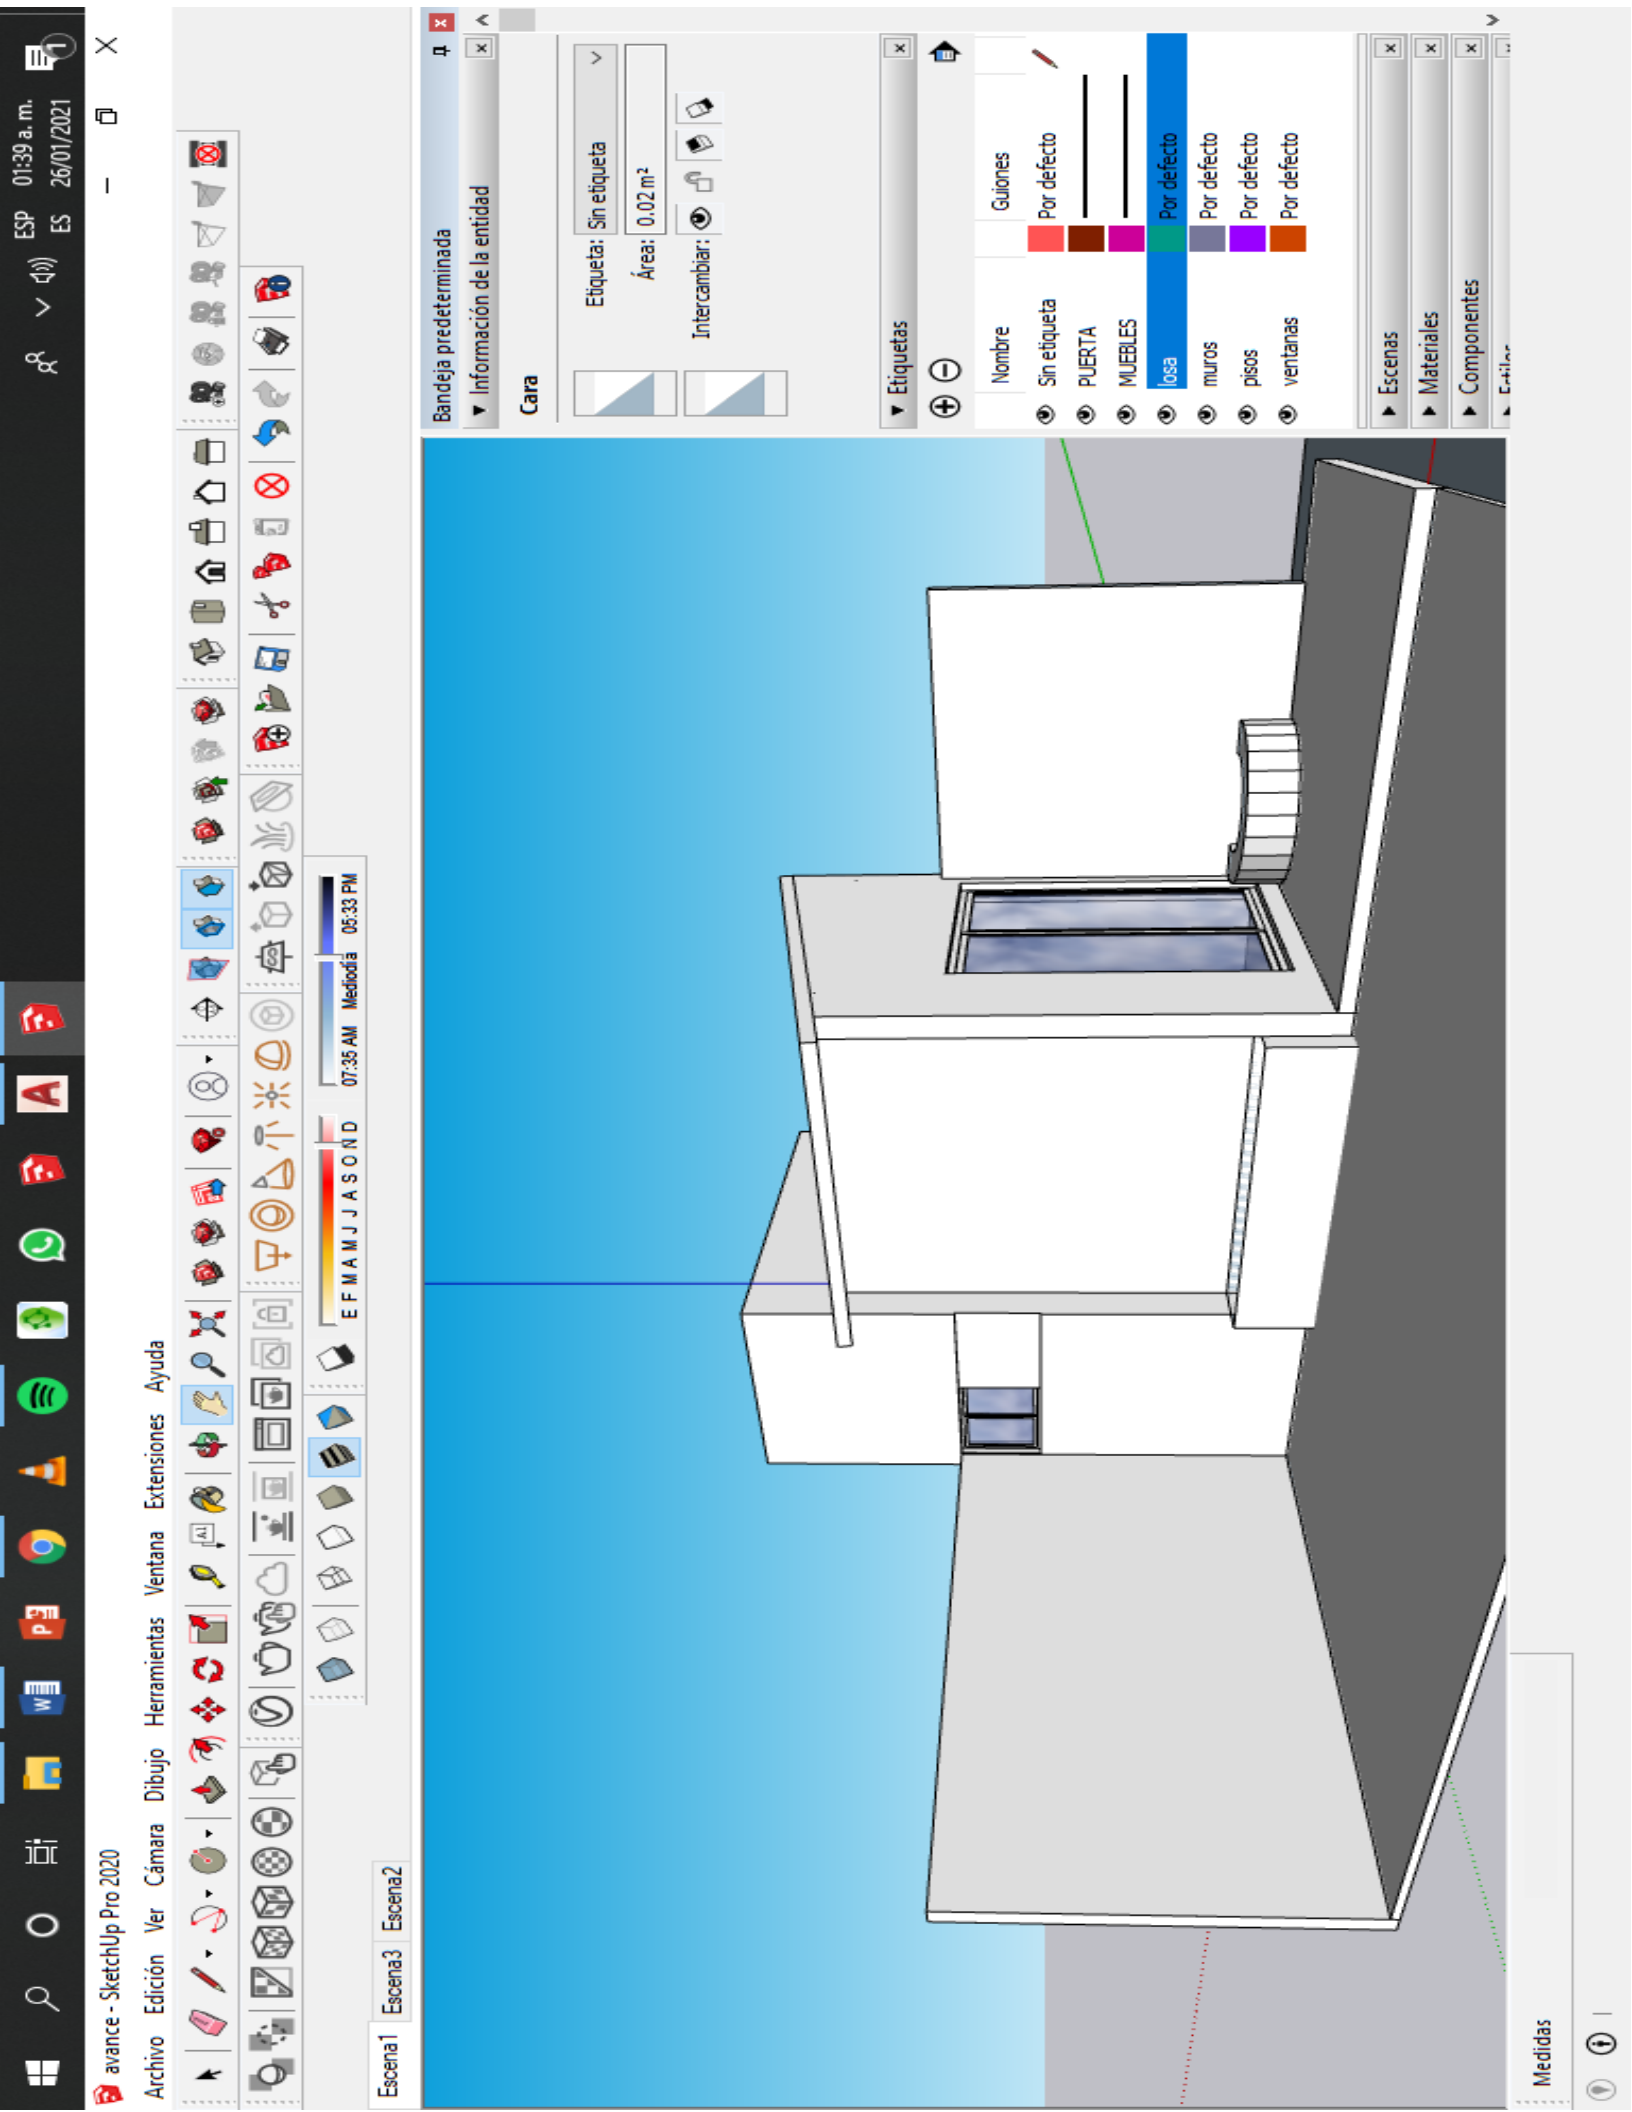 ESP
01:39 a. m.
ES
26/01/2021
1
avance - SketchUp Pro 2020
Archivo Edición Ver Cámara Dibujo Herramientas Ventana Extensiones Ayuda
E F M A M J J A S O N D
07:35 AM Mediodía 05:33 PM
Escena1 Escena3 Escena2
Bandeja predeterminada
Información de la entidad
Cara
Etiqueta: Sin etiqueta
Área: 0.02 m²
Intercambiar:
Etiquetas
Nombre Guiones
Sin etiqueta Por defecto
PUERTA
MUEBLES
losa Por defecto
muros Por defecto
pisos Por defecto
ventanas Por defecto
Escenas
Materiales
Componentes
Medidas